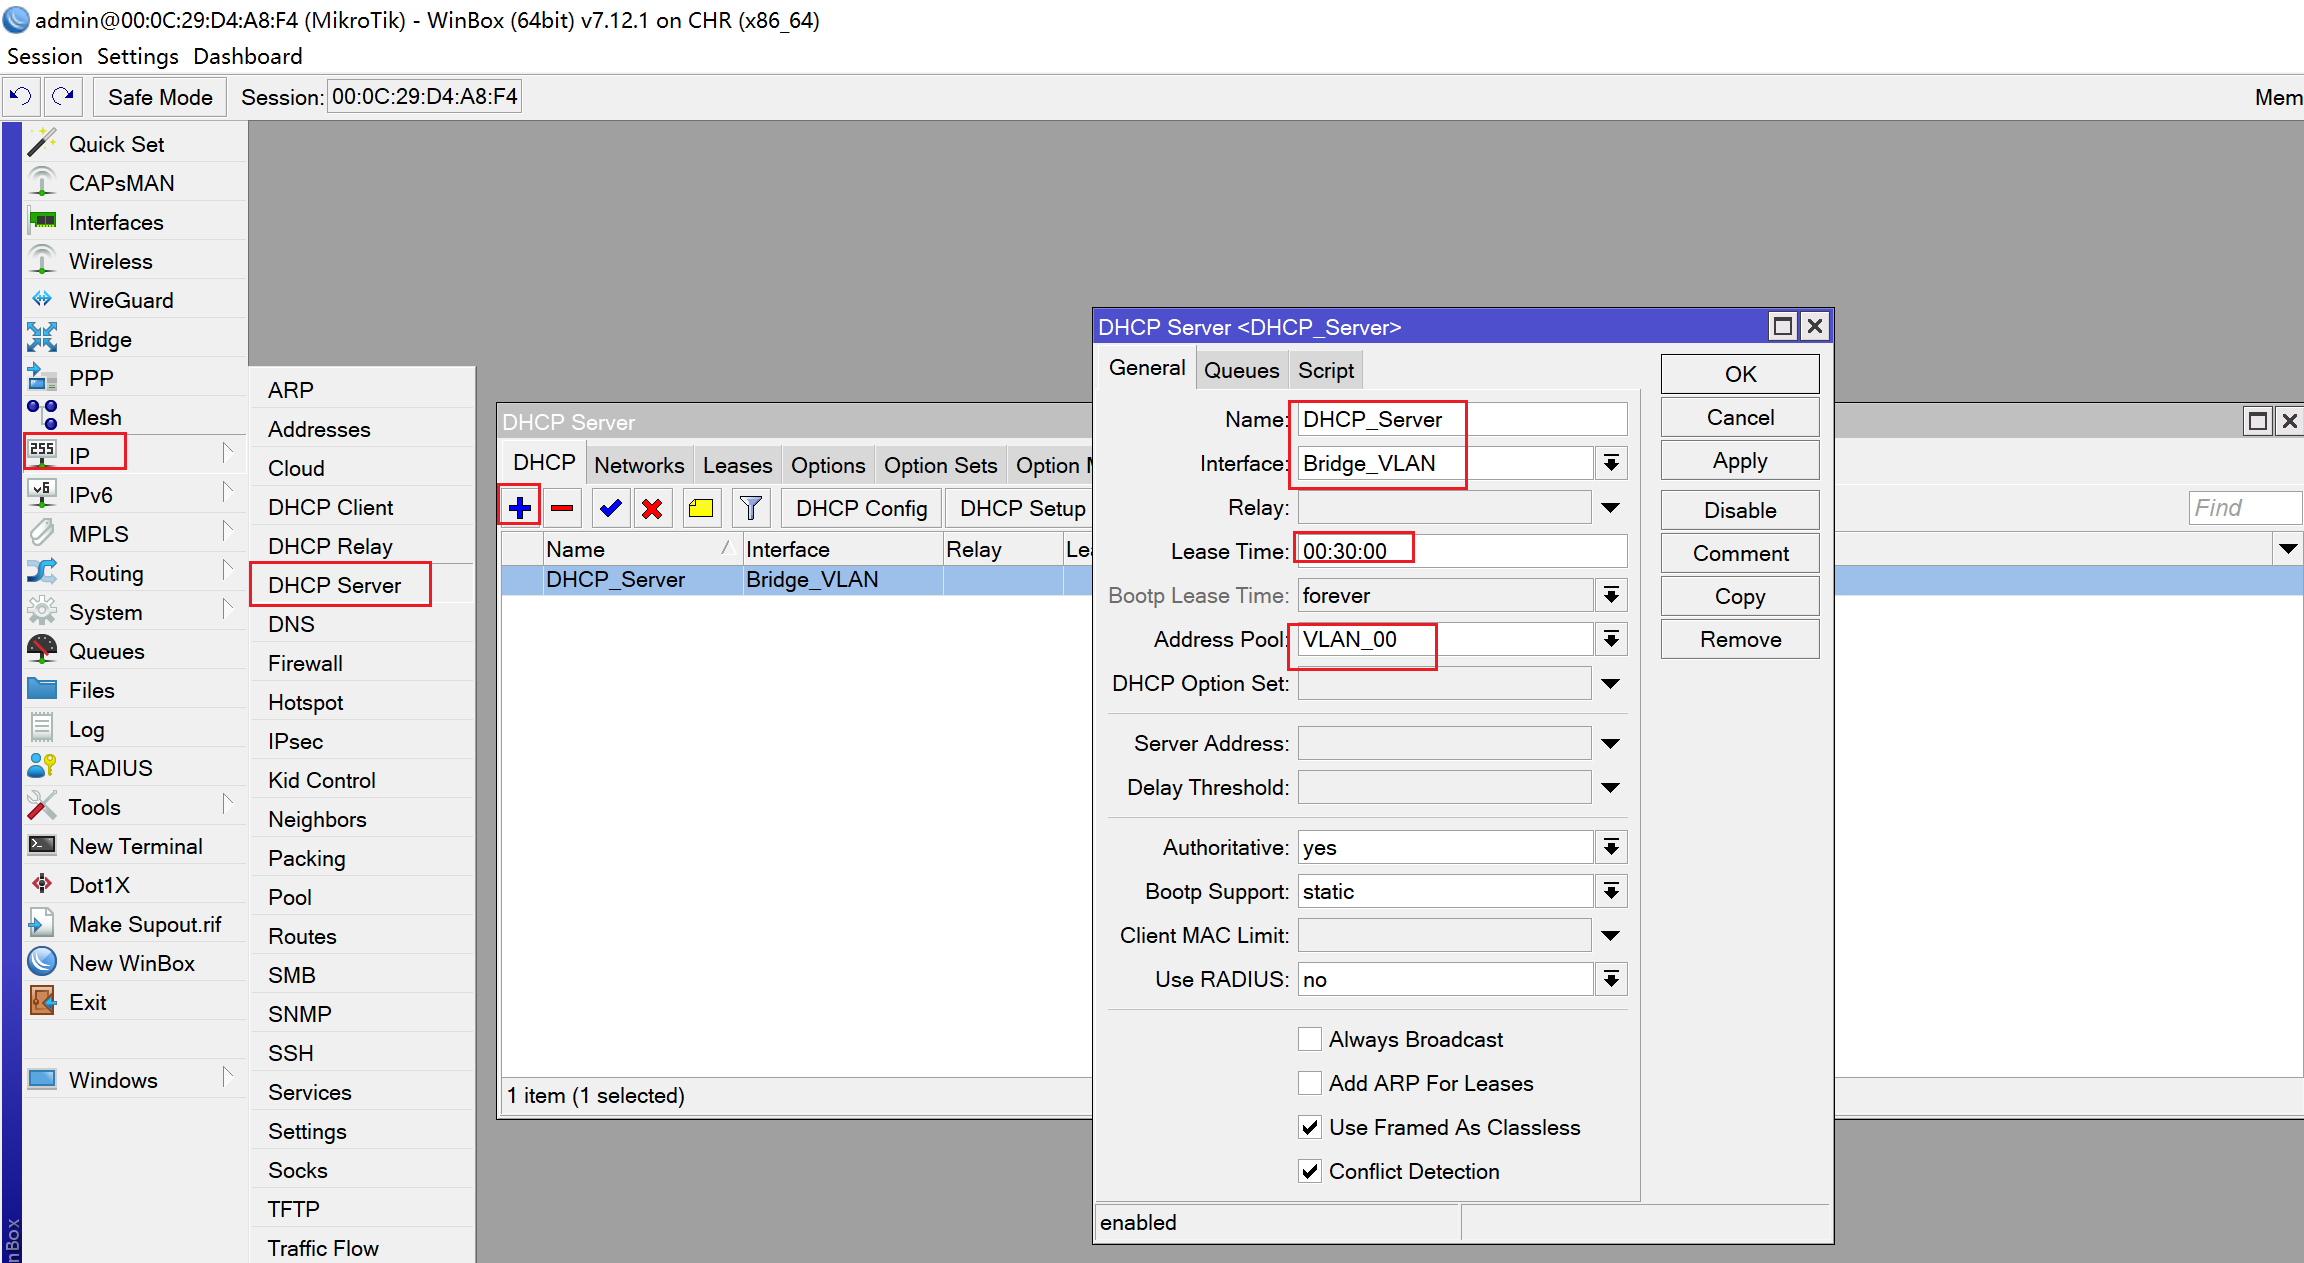 admin@00:0C:29:D4:A8:F4 (MikroTik) - WinBox (64bit) v7.12.1 on CHR (x86_64)
Session Settings Dashboard
Safe Mode Session: 00:0C:29:D4:A8:F4 Mem
Quick Set
CAPsMAN
Interfaces
Wireless
WireGuard
Bridge
PPP
Mesh
IP
IPv6
MPLS
Routing
System
Queues
Files
Log
RADIUS
Tools
New Terminal
Dot1X
Make Supout.rif
New WinBox
Exit
Windows
nBox
ARP
Addresses
Cloud
DHCP Client
DHCP Relay
DHCP Server
DNS
Firewall
Hotspot
IPsec
Kid Control
Neighbors
Packing
Pool
Routes
SMB
SNMP
SSH
Services
Settings
Socks
TFTP
Traffic Flow
DHCP Server
DHCP Networks Leases Options Option Sets Option M
DHCP Config DHCP Setup Find
Name Interface Relay Lea
DHCP_Server Bridge_VLAN
1 item (1 selected)
DHCP Server <DHCP_Server>
General Queues Script
Name: DHCP_Server
Interface: Bridge_VLAN
Relay:
Lease Time: 00:30:00
Bootp Lease Time: forever
Address Pool: VLAN_00
DHCP Option Set:
Server Address:
Delay Threshold:
Authoritative: yes
Bootp Support: static
Client MAC Limit:
Use RADIUS: no
Always Broadcast
Add ARP For Leases
Use Framed As Classless
Conflict Detection
enabled
OK
Cancel
Apply
Disable
Comment
Copy
Remove